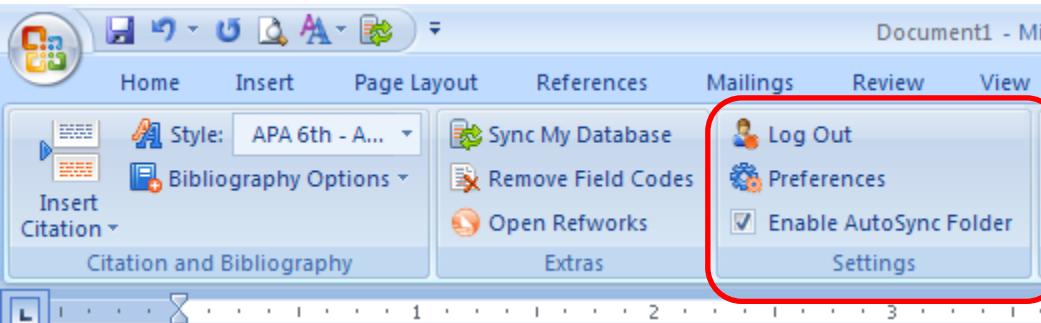 Document1 - Mi
Home Insert Page Layout References Mailings Review View
Style: APA 6th - A... Sync My Database Log Out
Bibliography Options Remove Field Codes Preferences
Insert
Citation Open Refworks Enable AutoSync Folder
Citation and Bibliography Extras Settings
L 1 2 3